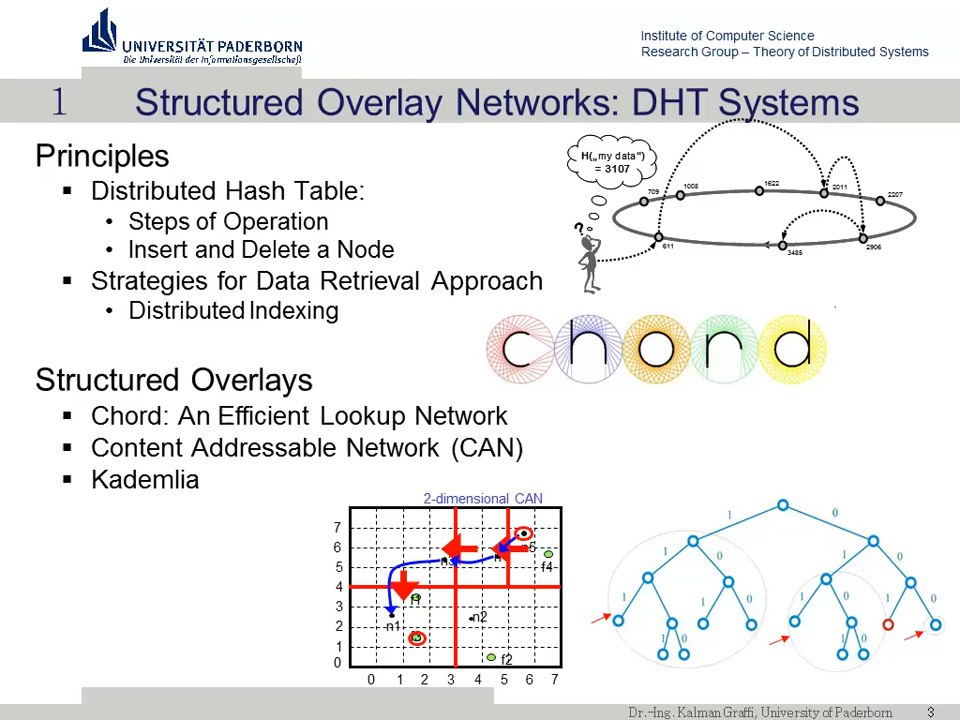 UNIVERSITÄT PADERBORN
Die Universität der Informationsgesellschaft
Institute of Computer Science
Research Group – Theory of Distributed Systems
1 Structured Overlay Networks: DHT Systems
Principles
▪ Distributed Hash Table:
• Steps of Operation
• Insert and Delete a Node
▪ Strategies for Data Retrieval Approach
• Distributed Indexing
H(„my data“)
= 3107
709
1008
1622
2011
2207
?
611
3485
2906
chord
Structured Overlays
▪ Chord: An Efficient Lookup Network
▪ Content Addressable Network (CAN)
▪ Kademlia
2-dimensional CAN
7
6
5
4
3
2
1
0
0 1 2 3 4 5 6 7
n5
f4
n3
f1
n1
n2
f3
f2
1 0
1 0 1 0
1 0 1 0 1 0 1 0
1 0 1 0
Dr.-Ing. Kalman Graffi, University of Paderborn 3